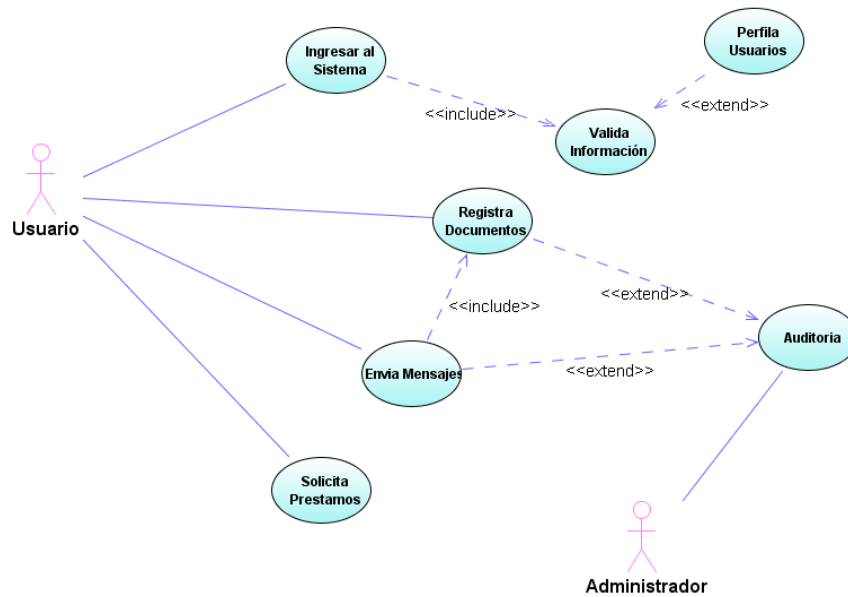 Ingresar al
Sistema
Perfila
Usuarios
<<include>>
<<extend>>
Valida
Información
Usuario
Registra
Documentos
<<extend>>
<<include>>
Auditoria
Envia Mensajes
<<extend>>
Solicita
Prestamos
Administrador